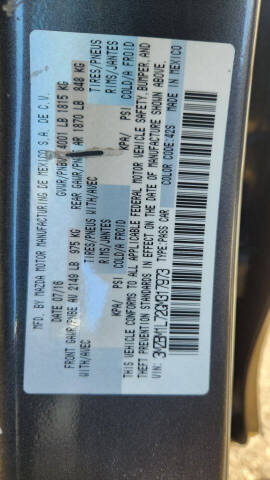 MFD. BY MAZDA MOTOR MANUFACTURING DE MEXICO S.A. DE C.V.
DATE 07/16 GVWR/PNBV 4001 LB 1815 KG
FRONT GAWR/PNBE AV 2149 LB 975 KG REAR GAWR/PNBE AR 1870 LB 848 KG
WITH/AVEC TIRES/PNEUS WITH/AVEC TIRES/PNEUS
RIMS/JANTES RIMS/JANTES
KPA/ PSI COLD/A FROID KPA/ PSI COLD/A FROID
THIS VEHICLE CONFORMS TO ALL APPLICABLE FEDERAL MOTOR VEHICLE SAFETY, BUMPER, AND
THEFT PREVENTION STANDARDS IN EFFECT ON THE DATE OF MANUFACTURE SHOWN ABOVE.
VIN: 3MZBM1L72GM317973 COLOR CODE:42S
TYPE:PASS CAR MADE IN MEXICO